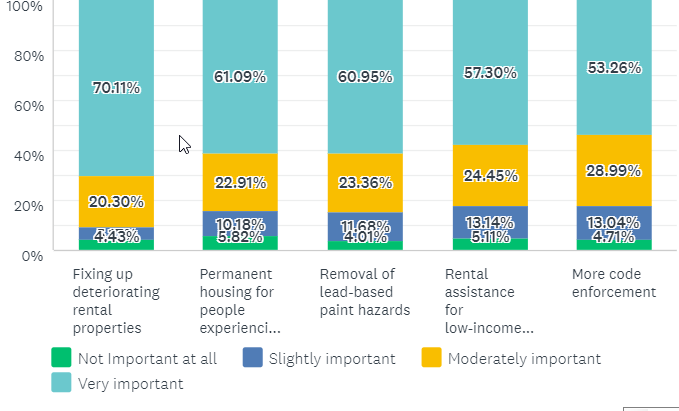 100%
80%
60%
40%
20%
0%
70.11%
61.09%
60.95%
57.30%
53.26%
20.30%
22.91%
23.36%
24.45%
28.99%
10.18%
11.68%
13.14%
13.04%
4.43%
5.82%
4.01%
5.11%
4.71%
Fixing up
deteriorating
rental
properties
Permanent
housing for
people
experienci...
Removal of
lead-based
paint hazards
Rental
assistance
for
low-income...
More code
enforcement
Not Important at all
Slightly important
Moderately important
Very important